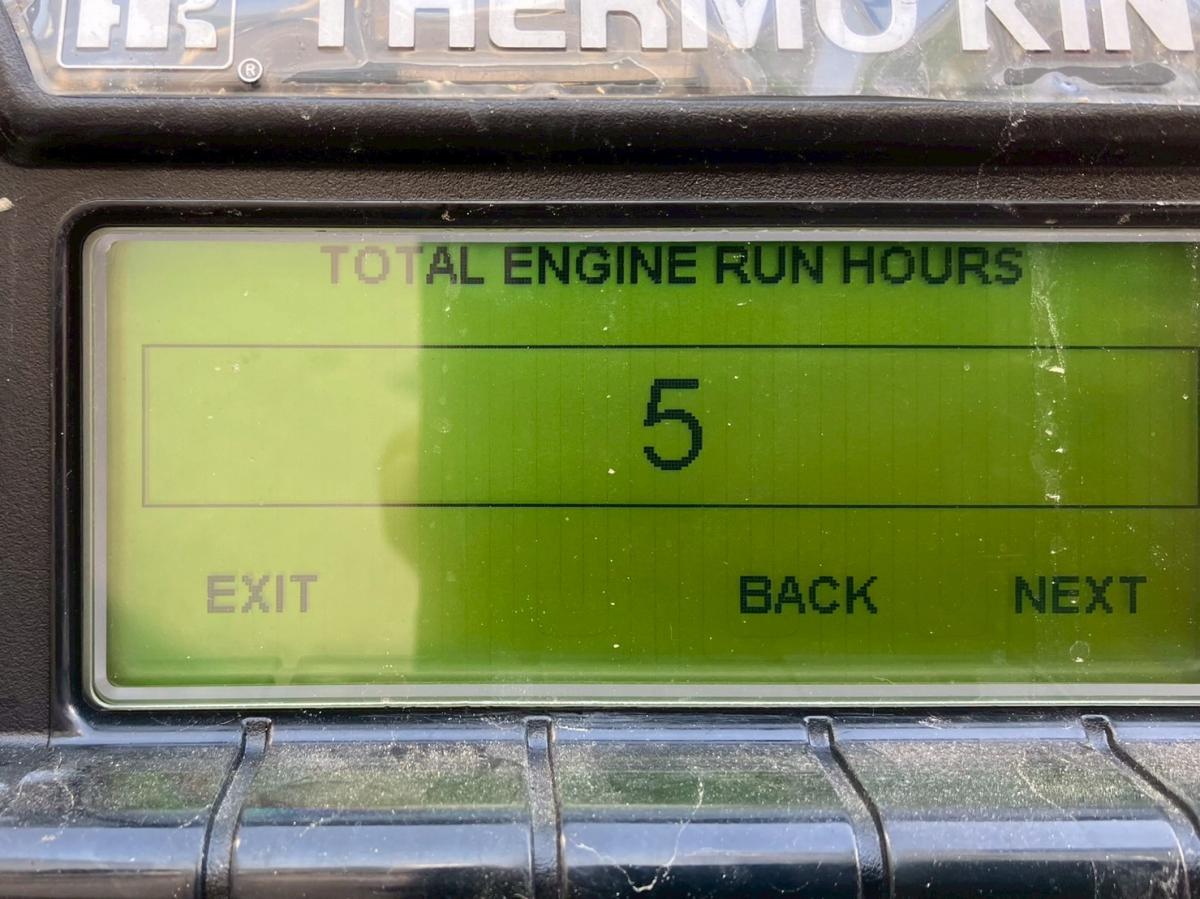 ®
THERMO KIN
TOTAL ENGINE RUN HOURS
5
EXIT BACK NEXT